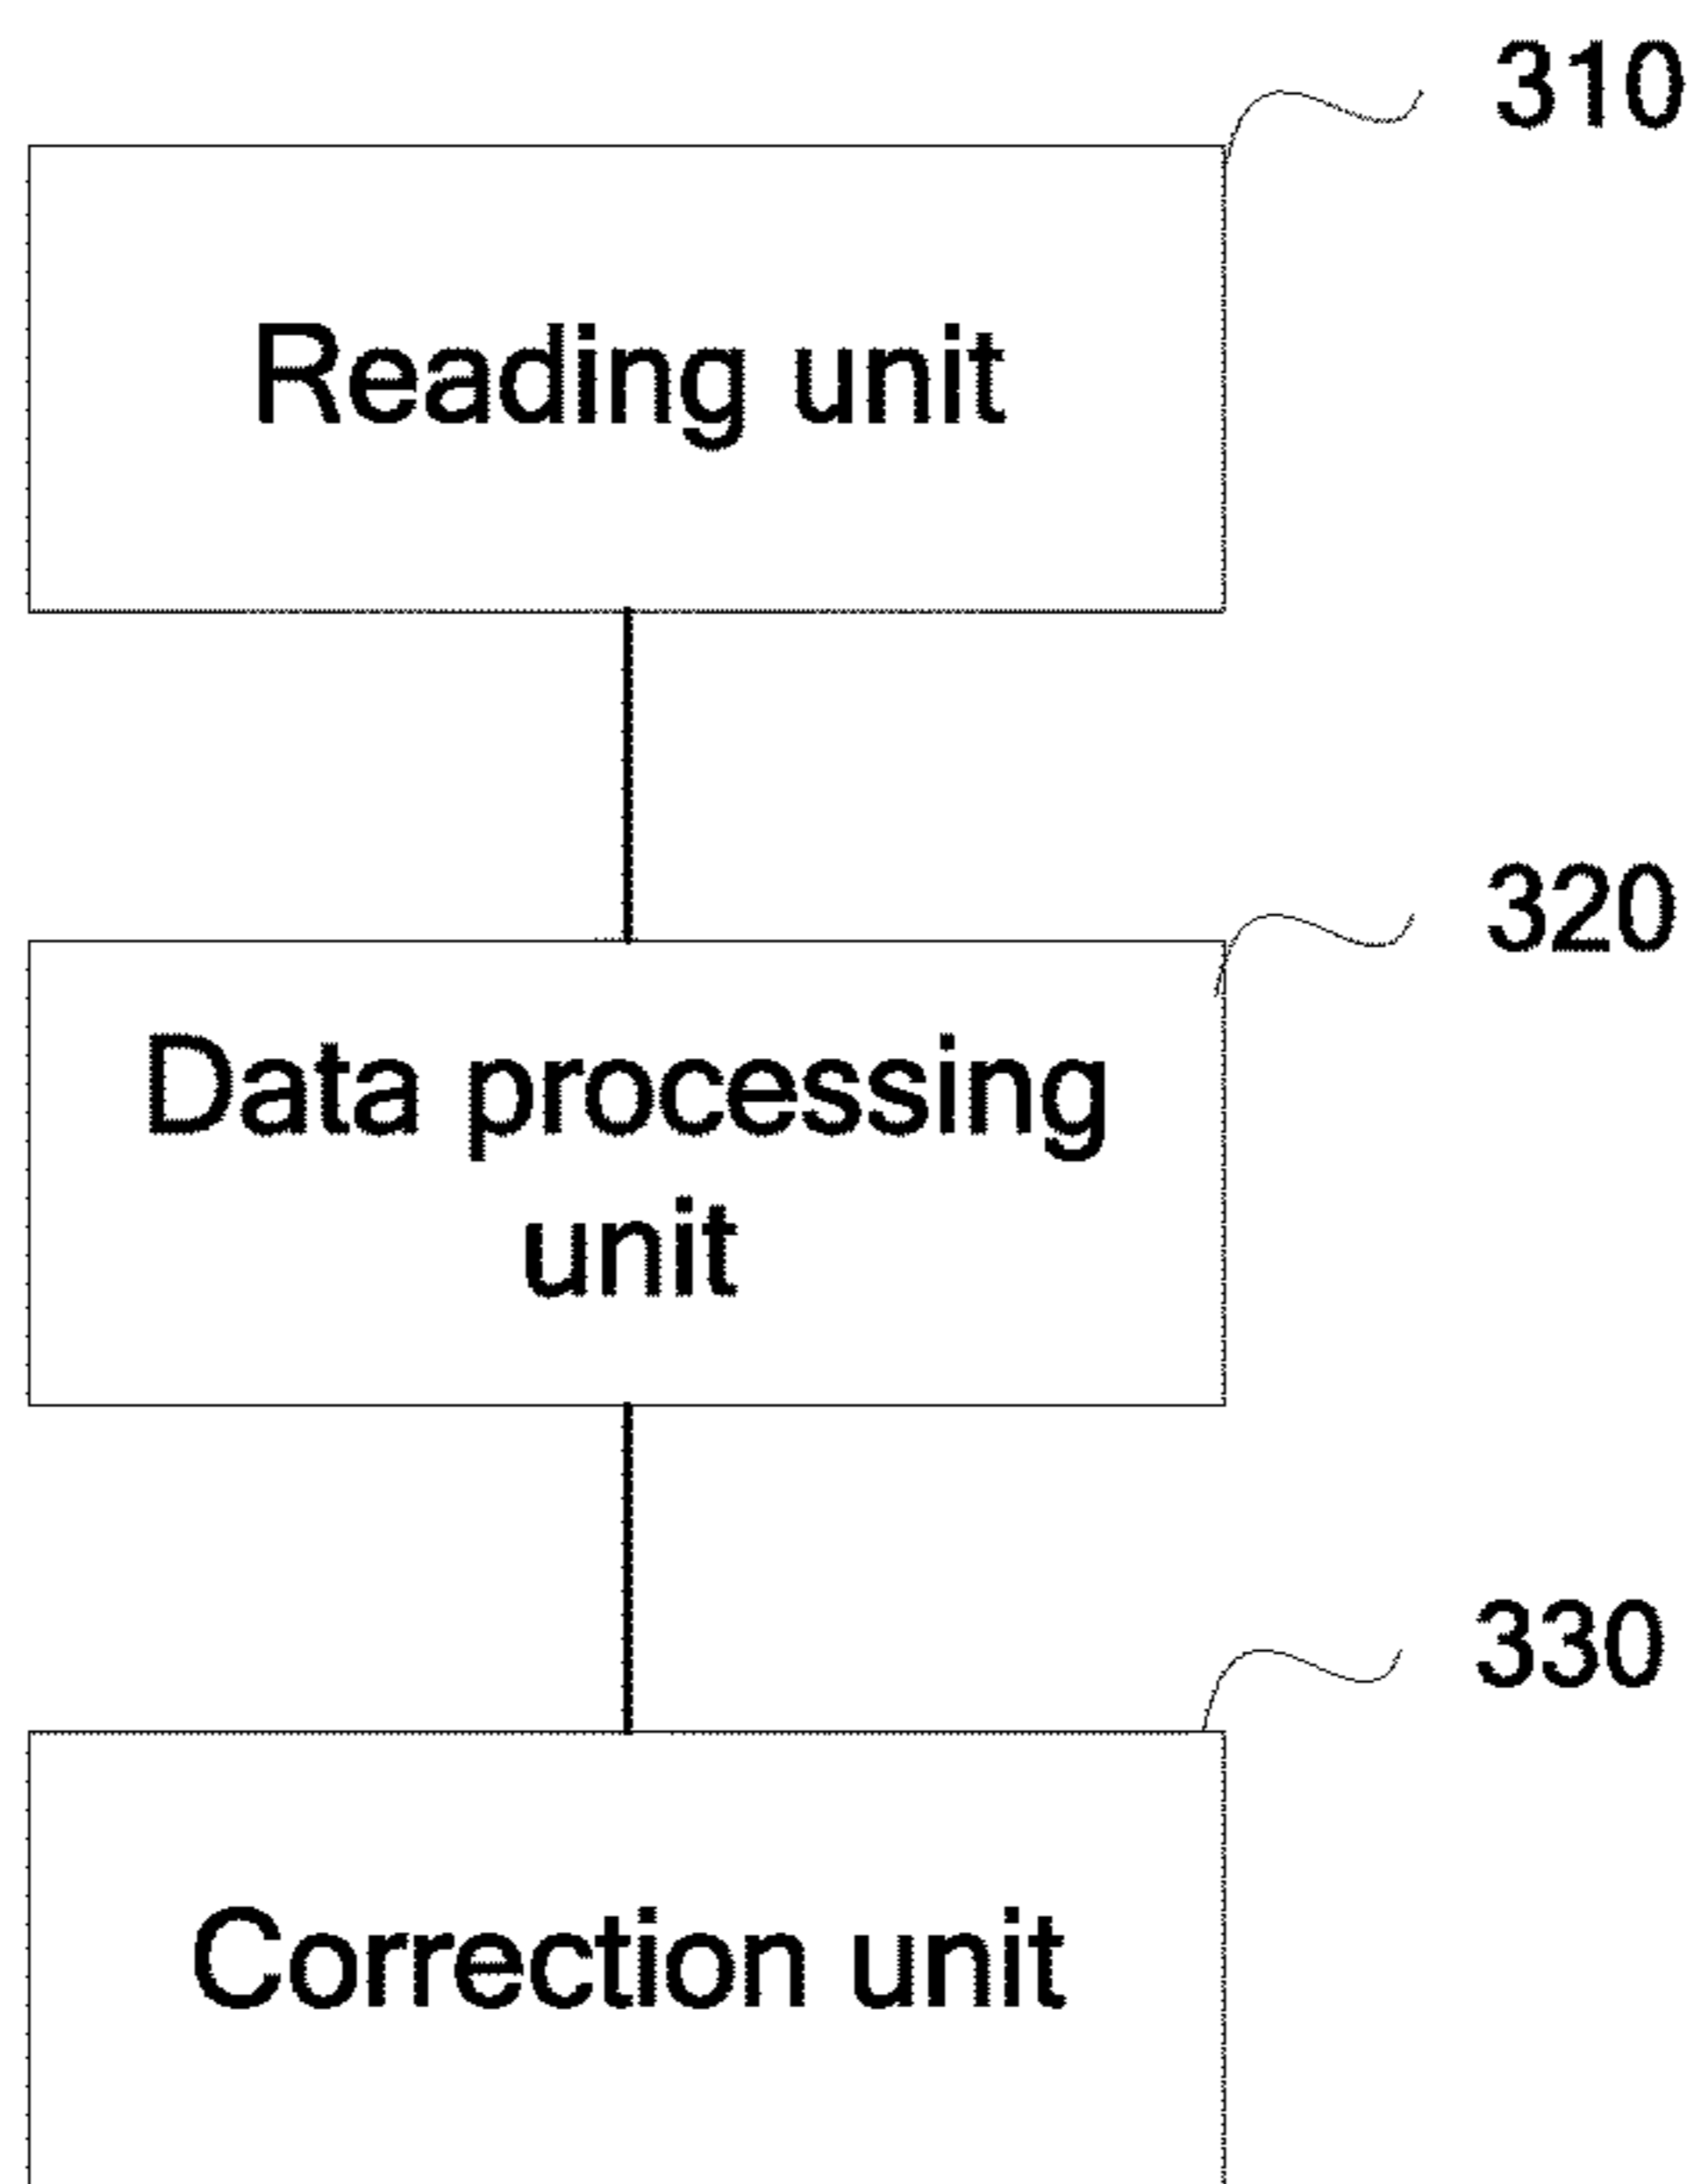 310
Reading unit
320
Data processing
unit
330
Correction unit